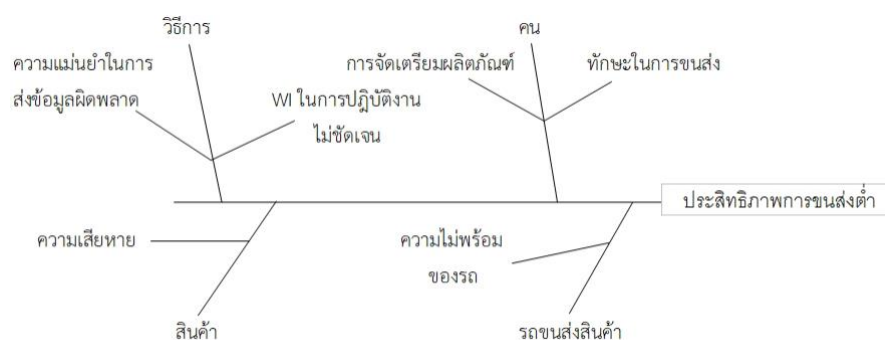 วิธีการ
คน
ความแม่นยำในการ
ส่งข้อมูลผิดพลาด
WI ในการปฏิบัติงาน
ไม่ชัดเจน
การจัดเตรียมผลิตภัณฑ์
ทักษะในการขนส่ง
ประสิทธิภาพการขนส่งต่ำ
ความเสียหาย
ความไม่พร้อม
ของรถ
สินค้า
รถขนส่งสินค้า